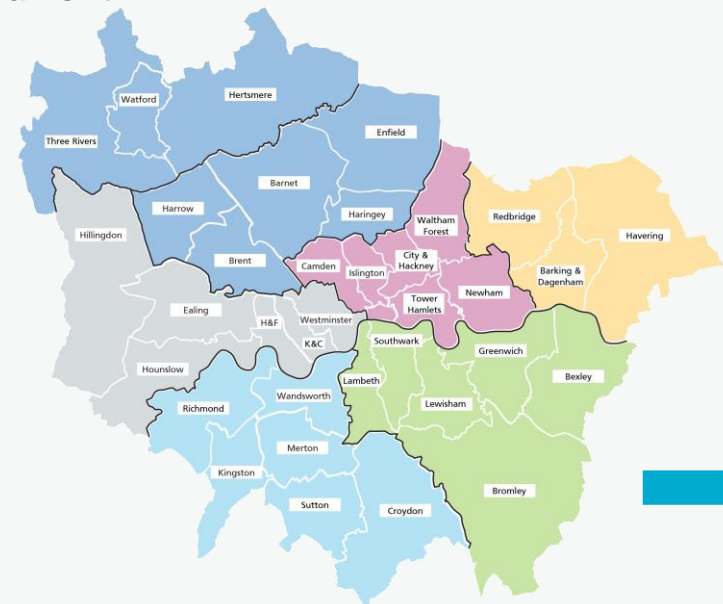 Watford
Hertsmere
Three Rivers
Enfield
Barnet
Harrow
Haringey
Waltham
Forest
Redbridge
Havering
Hillingdon
Brent
Camden
Islington
City &
Hackney
Barking &
Dagenham
Newham
Tower
Hamlets
Ealing
H&F
Westminster
K&C
Hounslow
Southwark
Greenwich
Lambeth
Lewisham
Bexley
Richmond
Wandsworth
Merton
Kingston
Sutton
Croydon
Bromley